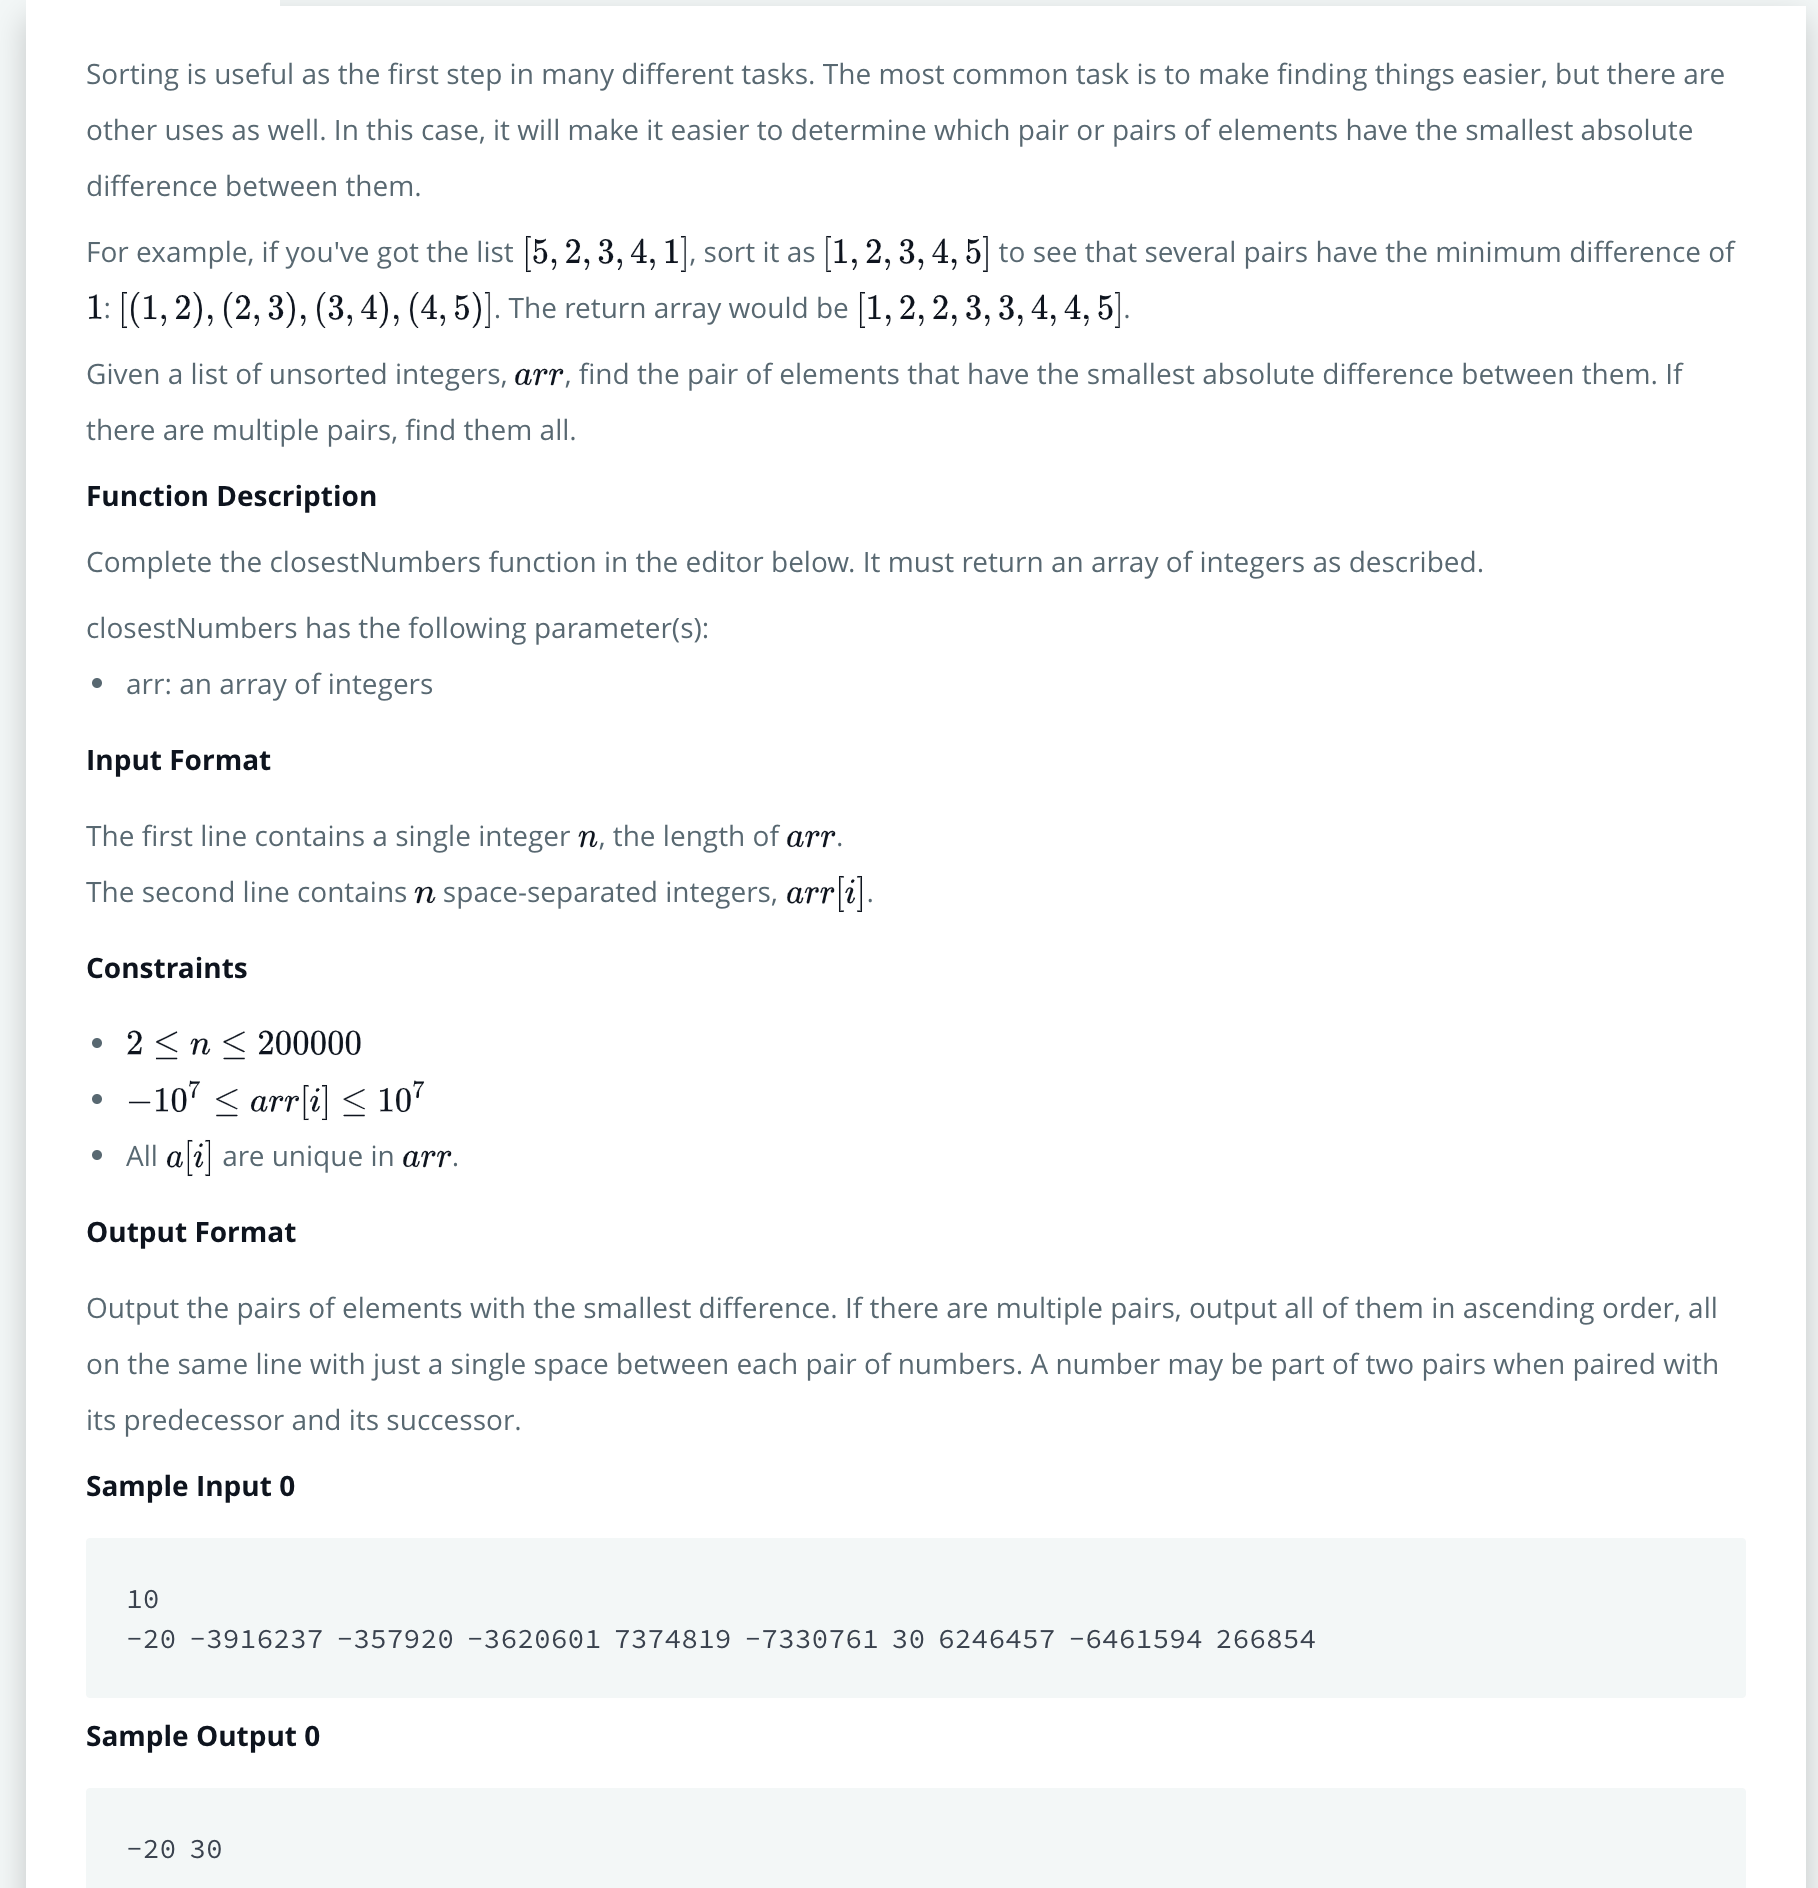 Sorting is useful as the first step in many different tasks. The most common task is to make finding things easier, but there are
other uses as well. In this case, it will make it easier to determine which pair or pairs of elements have the smallest absolute
difference between them.
For example, if you've got the list [5, 2, 3, 4, 1], sort it as [1, 2, 3, 4, 5] to see that several pairs have the minimum difference of
1: [(1, 2), (2, 3), (3, 4), (4, 5)]. The return array would be [1, 2, 2, 3, 3, 4, 4, 5].
Given a list of unsorted integers, arr, find the pair of elements that have the smallest absolute difference between them. If
there are multiple pairs, find them all.
Function Description
Complete the closestNumbers function in the editor below. It must return an array of integers as described.
closestNumbers has the following parameter(s):
• arr: an array of integers
Input Format
The first line contains a single integer n, the length of arr.
The second line contains n space-separated integers, arr[i].
Constraints
• 2 ≤ n ≤ 200000
• −10⁷ ≤ arr[i] ≤ 10⁷
• All a[i] are unique in arr.
Output Format
Output the pairs of elements with the smallest difference. If there are multiple pairs, output all of them in ascending order, all
on the same line with just a single space between each pair of numbers. A number may be part of two pairs when paired with
its predecessor and its successor.
Sample Input 0
10
-20 -3916237 -357920 -3620601 7374819 -7330761 30 6246457 -6461594 266854
Sample Output 0
-20 30